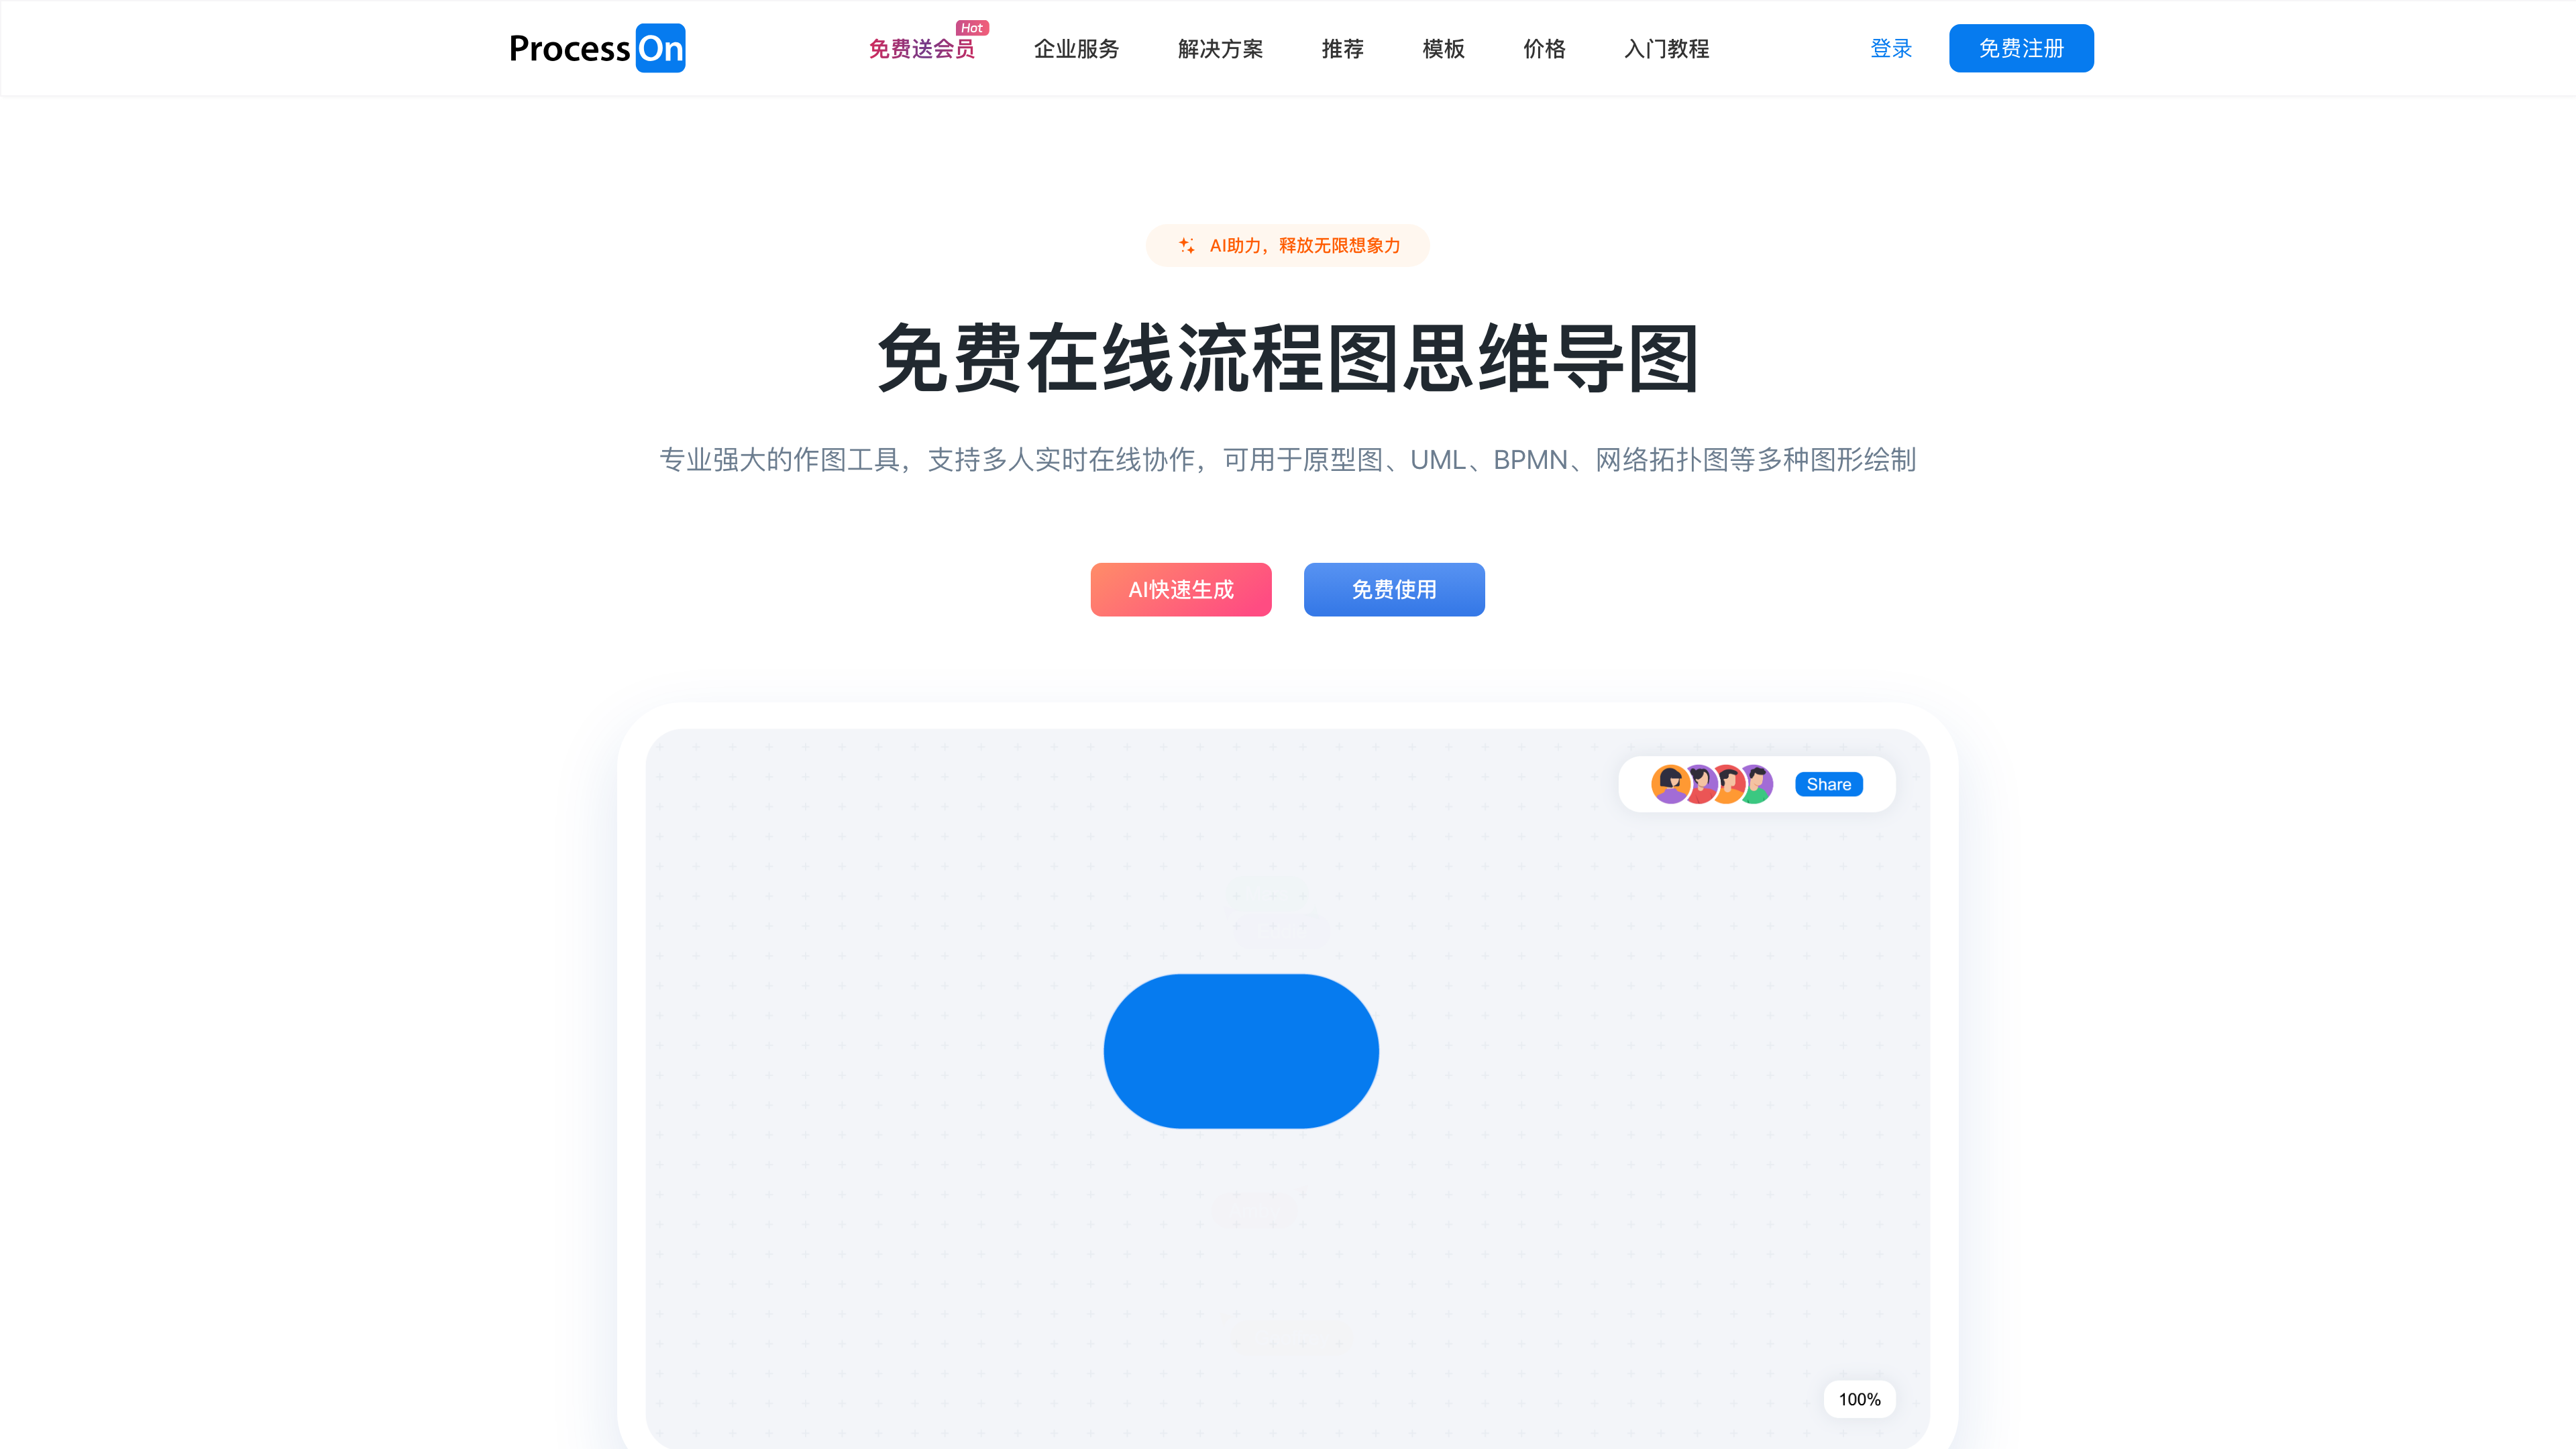 ProcessOn
免费送会员
Hot
企业服务
解决方案
推荐
模板
价格
入门教程
登录
免费注册
AI助力，释放无限想象力
免费在线流程图思维导图
专业强大的作图工具，支持多人实时在线协作，可用于原型图、UML、BPMN、网络拓扑图等多种图形绘制
AI快速生成
免费使用
Share
100%